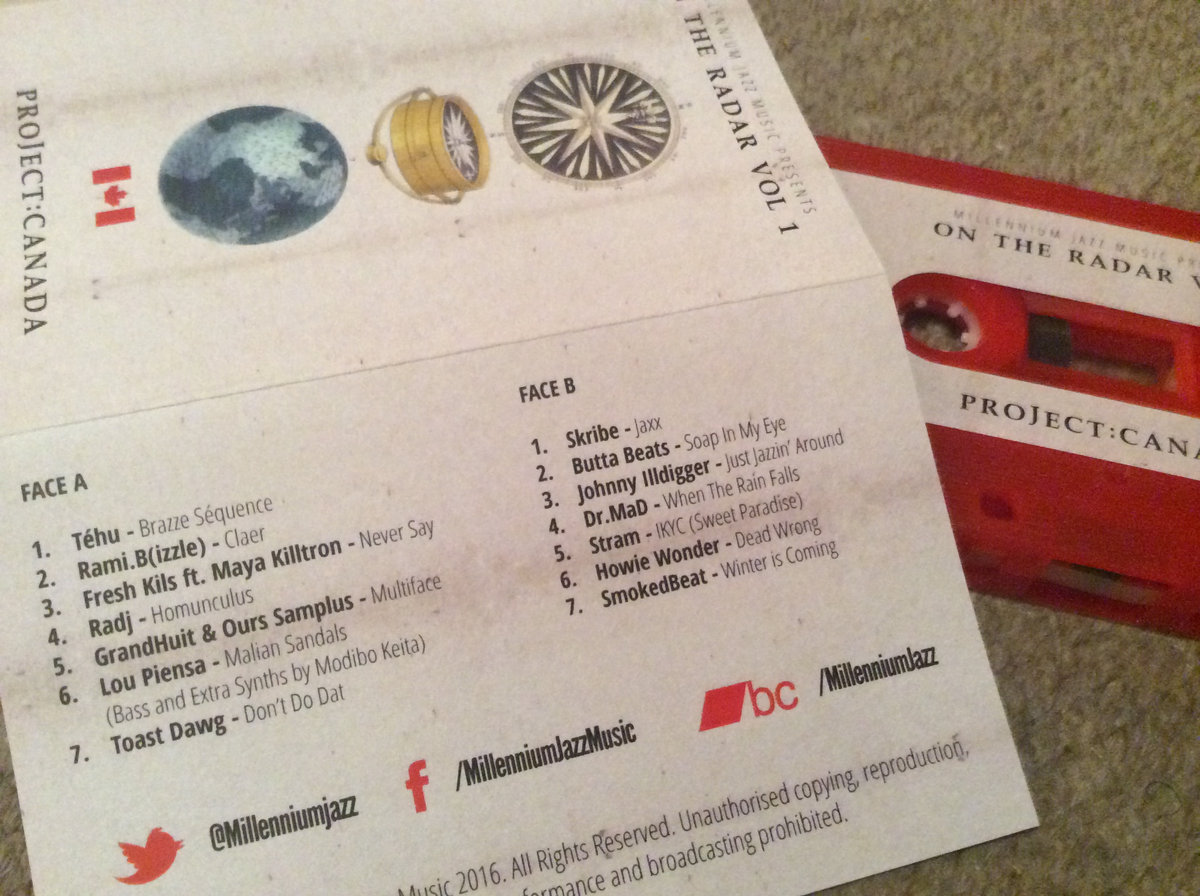 PROJECT:CANADA
JAZZ MUSIC PRESENTS
THE RADAR VOL 1
MILLENNIUM JAZZ MUSIC
ON THE RADAR
PROJECT:CANA
FACE A
1. Téhu - Brazze Séquence
2. Rami.B(izzle) - Claer
3. Fresh Kils ft. Maya Killtron - Never Say
4. Radj - Homunculus
5. GrandHuit & Ours Samplus - Multiface
6. Lou Piensa - Malian Sandals
(Bass and Extra Synths by Modibo Keita)
7. Toast Dawg - Don't Do Dat
FACE B
1. Skribe - Jaxx
2. Butta Beats - Soap In My Eye
3. Johnny Illdigger - Just Jazzin' Around
4. Dr.MaD - When The Rain Falls
5. Stram - IKYC (Sweet Paradise)
6. Howie Wonder - Dead Wrong
7. SmokedBeat - Winter is Coming
@Millenniumjazz
f /MillenniumJazzMusic
bc /MillenniumJazz
Music 2016. All Rights Reserved. Unauthorised copying, reproduction,
formance and broadcasting prohibited.